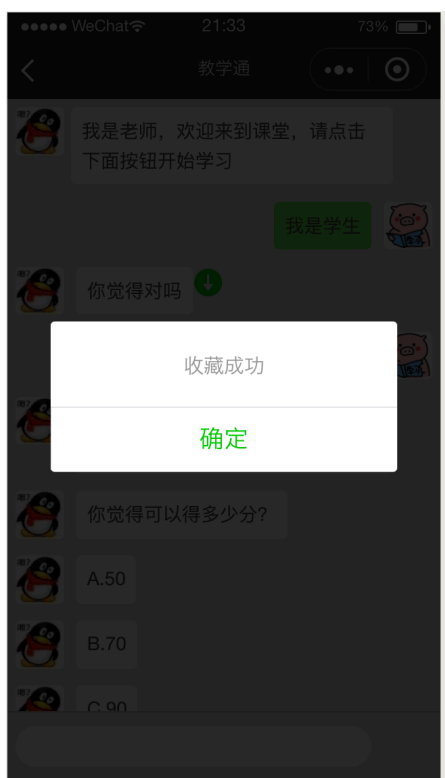 ●●●●● WeChat 21:33 73%
教学通
我是老师，欢迎来到课堂，请点击
下面按钮开始学习
我是学生
你觉得对吗
收藏成功
确定
你觉得可以得多少分?
A.50
B.70
C.90